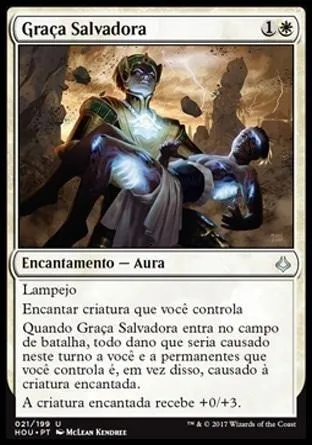 Graça Salvadora 1
Encantamento — Aura
Lampejo
Encantar criatura que você controla
Quando Graça Salvadora entra no campo
de batalha, todo dano que seria causado
neste turno a você e a permanentes que
você controla é, em vez disso, causado à
criatura encantada.
A criatura encantada recebe +0/+3.
021/199 U
HOU • PT McLean Kendree
™ & © 2017 Wizards of the Coast